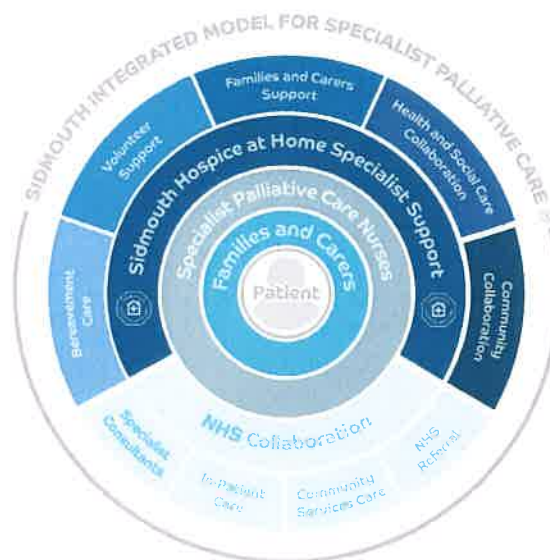 SIDMOUTH INTEGRATED MODEL FOR SPECIALIST PALLIATIVE CARE
Families and Carers
Support
Volunteer
Support
Health and Social Care
Collaboration
Bereavement
Care
Community
Collaboration
Sidmouth Hospice at Home Specialist Support
Specialist Palliative Care Nurses
Families and Carers
Patient
NHS Collaboration
Specialist
Consultants
In-Patient
Care
Community
Services Care
NHS
Referral